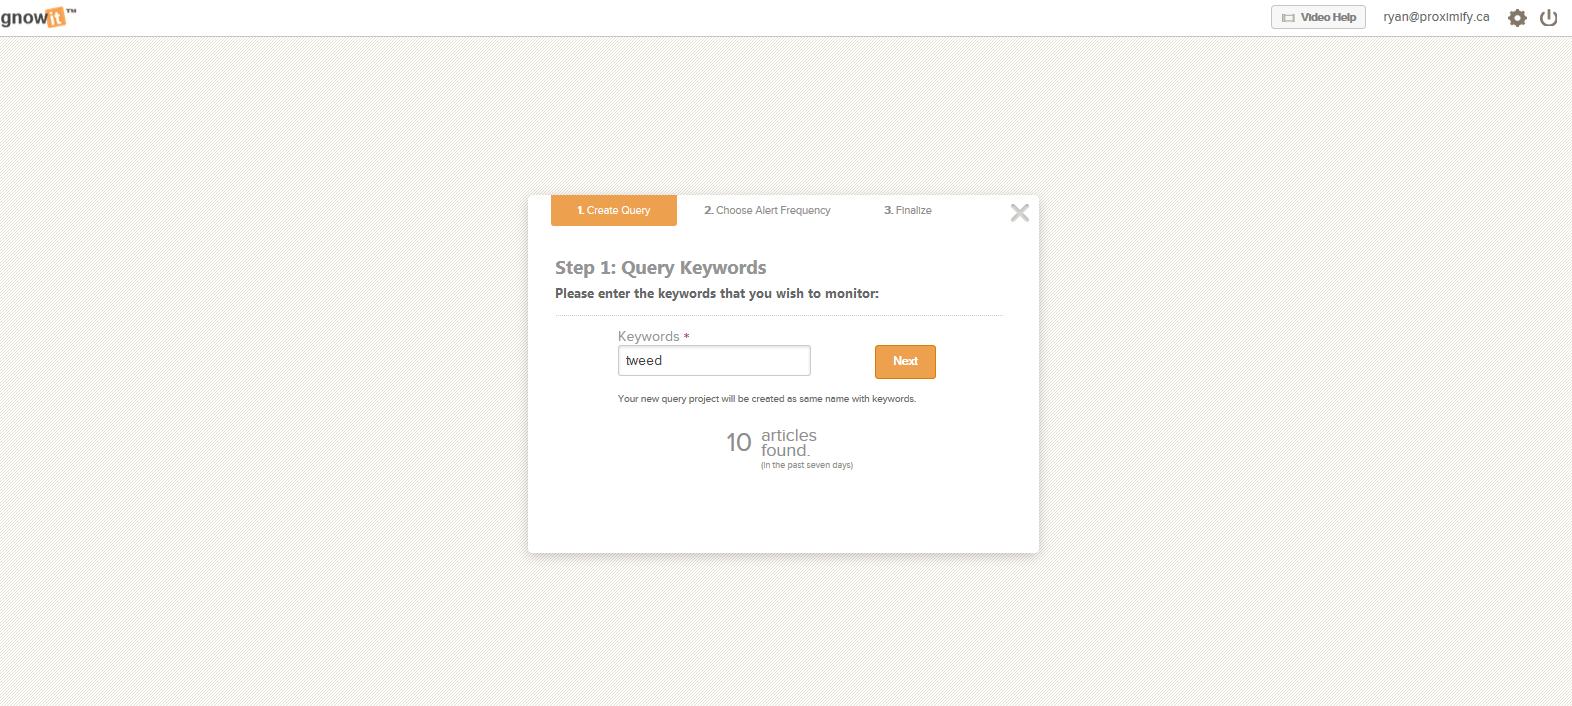 gnowit™
Video Help
ryan@proximify.ca
1. Create Query
2. Choose Alert Frequency
3. Finalize
Step 1: Query Keywords
Please enter the keywords that you wish to monitor:
Keywords *
tweed
Next
Your new query project will be created as same name with keywords.
10 articles
found.
(in the past seven days)